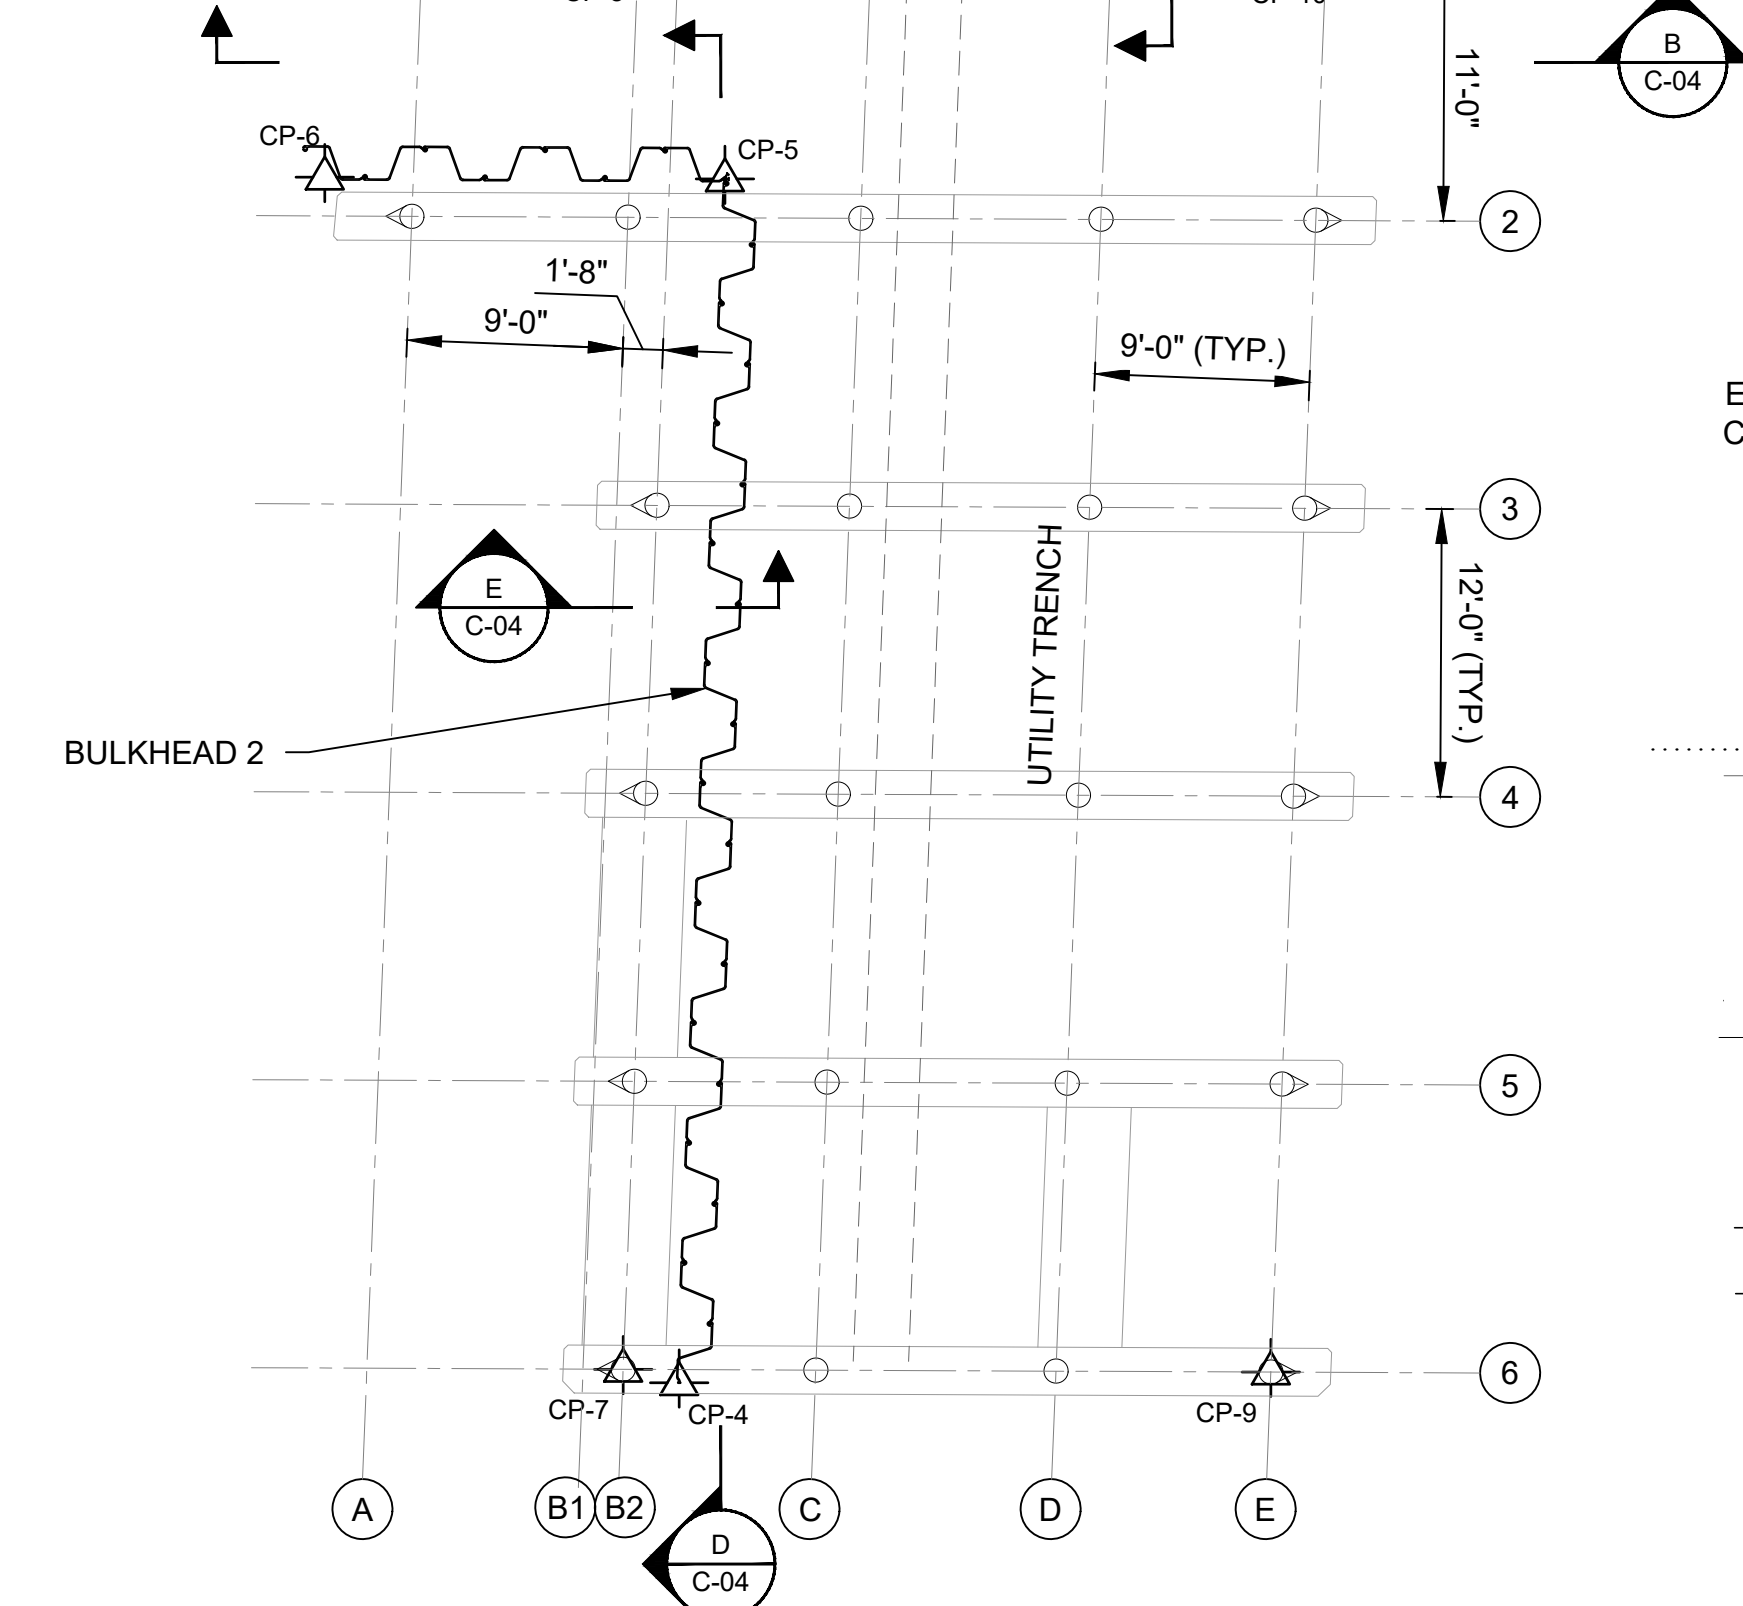 B
C-04
11'-0"
CP-6
CP-5
2
1'-8"
9'-0"
9'-0" (TYP.)
3
E
C-04
UTILITY TRENCH
12'-0" (TYP.)
BULKHEAD 2
4
5
6
CP-7
CP-4
CP-9
A
B1
B2
C
D
E
D
C-04